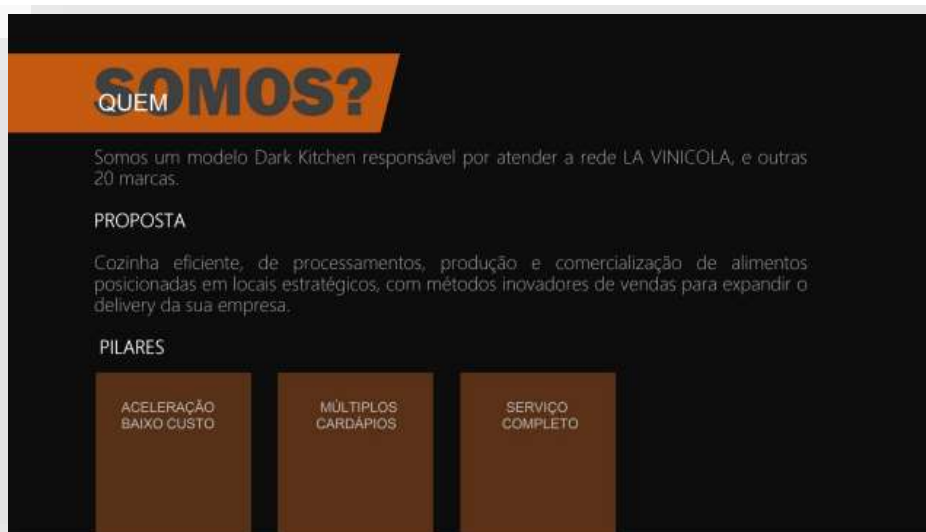 QUEM SOMOS?
Somos um modelo Dark Kitchen responsável por atender a rede LA VINICOLA, e outras
20 marcas.
PROPOSTA
Cozinha eficiente, de processamentos, produção e comercialização de alimentos
posicionadas em locais estratégicos, com métodos inovadores de vendas para expandir o
delivery da sua empresa.
PILARES
ACELERAÇÃO
BAIXO CUSTO
MÚLTIPLOS
CARDÁPIOS
SERVIÇO
COMPLETO